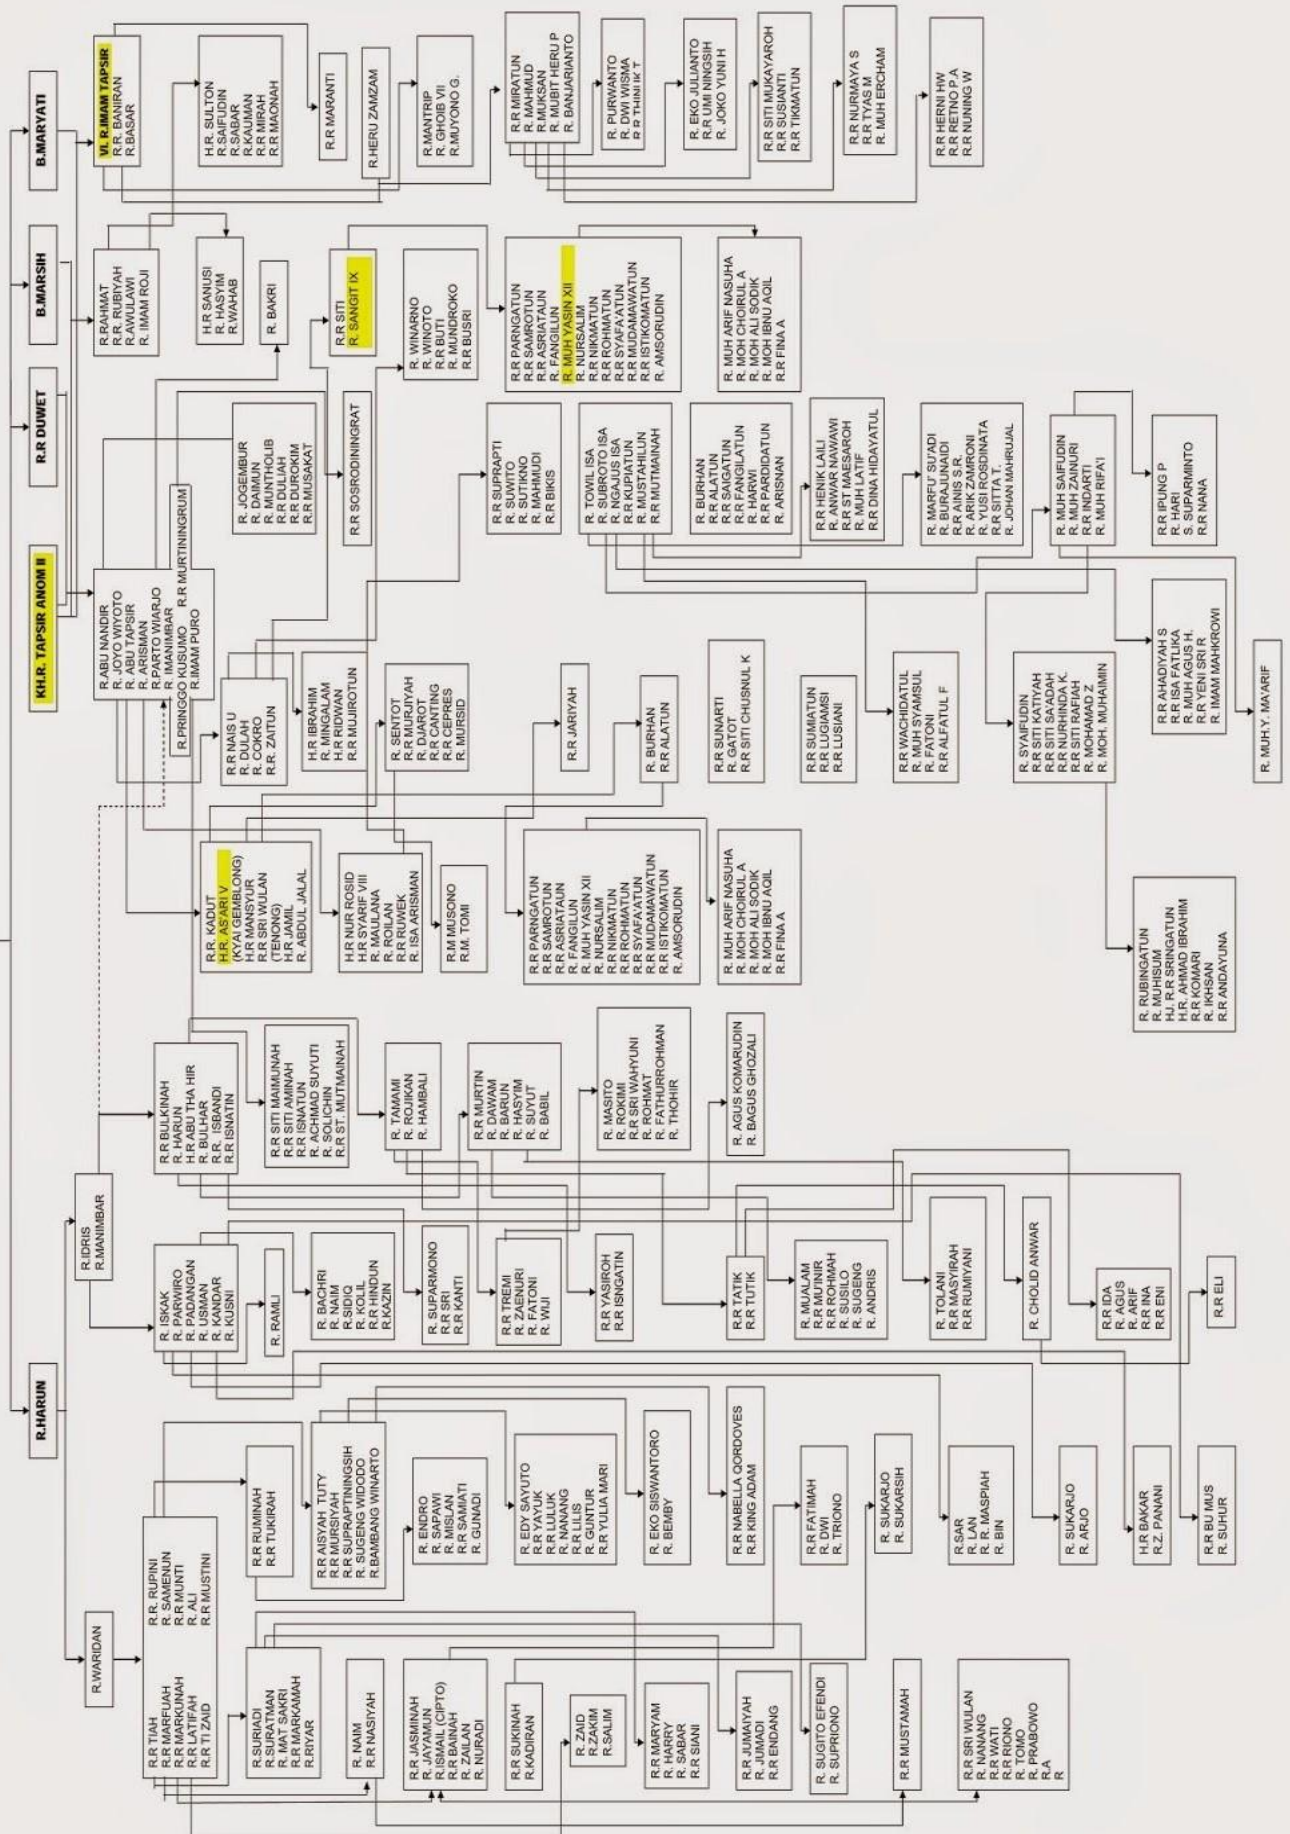 R.HARUN
KH.R. TAPSIR ANOM II
R.R DUWET
B.MARSIH
B.MARYATI
R.WARIDAN
R.IDRIS
R.MANIMBAR
R.R TIAH
R.R MARFUAH
R.R MARKUNAH
R.R LATIFAH
R.R TI ZAID
R.R. RUPINI
R. SAMENUN
R.R MUNTI
R. ALI
R.R MUSTINI
R.SURIADI
R.SURATMAN
R. MAT SAKRI
R.R MARKAMAH
R.RIYAR
R. NAIM
R.R NASIYAH
R.R JASMINAH
R. JAYAMUN
R.ISMAIL (CIPTO)
R.R BAINAH
R. ZAILAN
R. NURADI
R.R SUKINAH
R.KADIRAN
R. ZAID
R.ZAKIM
R.SALIM
R.R MARYAM
R. HARRY
R. SABAR
R.R SIANI
R.R JUMAIYAH
R. JUMADI
R.R ENDANG
R. SUGITO EFENDI
R. SUPRIONO
R.R MUSTAMAH
R.R SRI WULAN
R. NANANG
R.R WATI
R.R RIONO
R. TOMO
R. PRABOWO
R.A
R
R.R RUMINAH
R.R TUKIRAH
R.R AISYAH TUTY
R.R MURSIYAH
R.R SUPRAPTININGSIH
R. SUGENG WIDODO
R.BAMBANG WINARTO
R. ENDRO
R. SAPAWI
R. MISLAN
R.R SAMIATI
R. GUNADI
R. EDY SAYUTO
R.R YAYUK
R.R LULUK
R. NANANG
R.R LILIS
R. GUNTUR
R.R YULIA MARI
R. EKO SISWANTORO
R. BEMBY
R.R NABELLA QORDOVES
R.R KING ADAM
R.R FATIMAH
R. DWI
R. TRIONO
R. SUKARJO
R. SUKARSIH
R.SAR
R. LAN
R. R. MASPIAH
R. BIN
R. SUKARJO
R. ARJO
H.R BAKAR
R.Z. PANANI
R.R BU MUS
R. SUHUR
R. ISKAK
R. PARWIRO
R. PADANGAN
R. USMAN
R. KANDAR
R. KUSNI
R. RAMLI
R. BACHRI
R. NAIM
R.SIDIQ
R. KOLIL
R.R HINDUN
R.KAZIN
R. SUPARMONO
R.R SRI
R.R KANTI
R.R TREMI
R. ZAENURI
R. FATONI
R. WIJI
R.R YASIROH
R.R ISNGATIN
R.R TATIK
R.R TUTIK
R. MUALAM
R.R MU'INIR
R.R ROHMAH
R. SUSILO
R. SUGENG
R. ANDRIS
R. TOLANI
R.R MASYIRAH
R.R RUMIYANI
R. CHOLID ANWAR
R.R IDA
R. AGUS
R. ARIF
R.R INA
R.R ENI
R.R ELI
R.R BULKINAH
R. HARUN
H.R ABU THA HIR
R. BULHAR
R.R. ISBANDI
R.R ISNATIN
R.R SITI MAIMUNAH
R.R SITI AMINAH
R.R ISNATUN
R. ACHMAD SUYUTI
R. SOLICHIN
R.R ST. MUTMAINAH
R. TAMAMI
R. ROJIKAN
R. HAMBALI
R.R MURTIN
R. DAWAM
R. BARUN
R. HASYIM
R. SUYUT
R. BABIL
R. MASITO
R. ROKIMI
R.R SRI WAHYUNI
R. ROHMAT
R. FATHURROHMAN
R. THOHIR
R. AGUS KOMARUDIN
R. BAGUS GHOZALI
R.ABU NANDIR
R. JOYO WIYOTO
R. ABU TAPSIR
R. ARISMAN
R.PARTO WIARJO
R. IMANIMBAR
R.PRINGGO KUSUMO R.R MURTININGRUM
R.IMAM PURO
R.R. KADUT
H.R. AS'ARI V
(KYAI GEMBLONG)
H.R MANSYUR
R.R SRI WULAN
(TENONG)
H.R JAMIL
R. ABDUL JALAL
H.R NUR ROSID
H.R SYARIF VIII
R. MAULANA
R. ROILAN
R.R RUWEK
R. ISA ARISMAN
R.M MUSONO
R.M. TOMI
R.R PARNGATUN
R.R SAMROTUN
R.R ASRIATAUN
R. FANGILUN
R. MUH YASIN XII
R. NURSALIM
R.R NIKMATUN
R.R ROHMATUN
R.R SYAFA'ATUN
R.R MUDAMAWATUN
R.R ISTIKOMATUN
R. AMSORUDIN
R. MUH ARIF NASUHA
R. MOH CHOIRUL A
R. MOH ALI SODIK
R. MOH IBNU AQIL
R.R FINA A
R. RUBINGATUN
R. MUHISUM
HJ. R.R SRINGATUN
H.R. AHMAD IBRAHIM
R.R KOMARI
R. IKHSAN
R.R ANDAYUNA
R.R NAIS U
R. DULAH
R. COKRO
R.R. ZAITUN
H.R IBRAHIM
R. MINGALAM
H.R RIDWAN
R.R MUJIROTUN
R. SENTOT
R.R MURJIYAH
R. DJAROT
R.R CANTING
R.R CEPRES
R. MURSID
R.R JARIYAH
R. BURHAN
R.R ALATUN
R.R SUNARTI
R. GATOT
R.R SITI CHUSNUL K
R.R SUMIATUN
R.R LUGIAMSI
R.R LUSIANI
R.R WACHIDATUL
R. MUH SYAMSUL
R. FATONI
R.R ALFATUL F
R. SYAIFUDIN
R.R SITI KATIYAH
R.R SITI SA'ADAH
R.R NURHINDA K.
R.R SITI RAFIAH
R. MOHAMAD Z
R. MOH. MUHAIMIN
R.R AHADIYAH S
R.R ISA FATLIKA
R. MUH AGUS H.
R.R YENI SRI R
R. IMAM MAHKROWI
R. MUH.Y. MA'ARIF
R. JOGEMBUR
R. DAIMUN
R. MUNTHOLIB
R.R DULIAH
R.R DUROKIM
R.R MUSAKAT
R.R SOSRODININGRAT
R.R SUPRAPTI
R. SUWITO
R. SUTIKNO
R. MAHMUDI
R.R BIKIS
R. TOWIL ISA
R. SUBROTO ISA
R. NGAJUS ISA
R.R KUPIATUN
R. MUSTAHILUN
R.R MUTMAINAH
R. BURHAN
R.R ALATUN
R.R SAIGATUN
R.R FANGILATUN
R. HARWI
R.R PARDIDATUN
R. ARISNAN
R.R HENIK LAILI
R. ANWAR NAWAWI
R.R ST MAESAROH
R. MUH LATIF
R.R DINA HIDAYATUL
R. MARFU' SU'ADI
R. BURAJUNAIDI
R.R AINIS S.R.
R. ARIK ZAMRONI
R. YUSI ROSDINATA
R.R SITTA T.
R. JOHAN MAHRUJAL
R. MUH SAIFUDIN
R. MUH ZAINURI
R.R INDARTI
R. MUH RIFA'I
R.R IPUNG P
R. HARI
S. SUPARMINTO
R.R NANA
R.RAHMAT
R.R. RUBIYAH
R.AWULAWI
R. IMAM ROJI
H.R SANUSI
R. HASYIM
R.WAHAB
R. BAKRI
R.R SITI
R. SANGIT IX
R. WINARNO
R. WINOTO
R.R BUTI
R. MUNDROKO
R.R BUSRI
R.R PARNGATUN
R.R SAMROTUN
R.R ASRIATAUN
R. FANGILUN
R. MUH YASIN XII
R. NURSALIM
R.R NIKMATUN
R.R ROHMATUN
R.R SYAFA'ATUN
R.R MUDAMAWATUN
R.R ISTIKOMATUN
R. AMSORUDIN
R. MUH ARIF NASUHA
R. MOH CHOIRUL A
R. MOH ALI SODIK
R. MOH IBNU AQIL
R.R FINA A
VI. R.IMAM TAPSIR
R.R. BANIRAN
R.BASAR
H.R. SULTON
R.SAIFUDIN
R.SABAR
R.KAUMAN
R.R MIRAH
R.R MAONAH
R.R MARANTI
R.HERU ZAMZAM
R.MANTRIP
R. GHOIB VII
R.MUYONO G.
R.R MIRATUN
R. MAHMUD
R.MUKSAN
R. MUBIT HERU P
R. BANJARIANTO
R. PURWANTO
R. DWI WISMA
R R THINI IK T
R. EKO JULIANTO
R.R UMI NINGSIH
R. JOKO YUNI H
R.R SITI MUKAYAROH
R.R SUSIANTI
R.R TIKMATUN
R.R NURMAYA S
R.R TYAS M
R. MUH ERCHAM
R.R HERNI HW
R.R RETNO P.A
R.R NUNING W